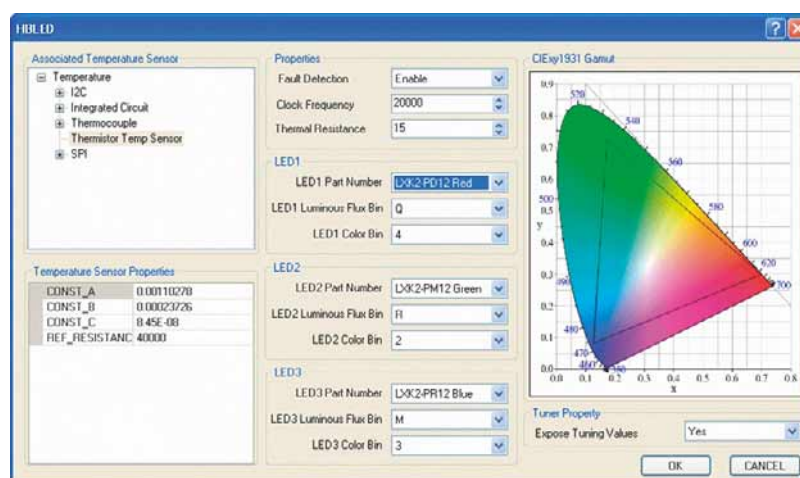 HBLED
Associated Temperature Sensor
Temperature
I2C
Integrated Circuit
Thermocouple
Thermistor Temp Sensor
SPI
Temperature Sensor Properties
CONST_A 0.00110278
CONST_B 0.00023726
CONST_C 8.45E-08
REF_RESISTANC 40000
Properties
Fault Detection Enable
Clock Frequency 20000
Thermal Resistance 15
LED1
LED1 Part Number LXK2-PD12 Red
LED1 Luminous Flux Bin Q
LED1 Color Bin 4
LED2
LED2 Part Number LXK2-PM12 Green
LED2 Luminous Flux Bin R
LED2 Color Bin 2
LED3
LED3 Part Number LXK2-PR12 Blue
LED3 Luminous Flux Bin M
LED3 Color Bin 3
CIExy1931 Gamut
0.9
0.8
0.7
0.6
0.5
y
0.4
0.3
0.2
0.1
0.0
0.0 0.1 0.2 0.3 0.4 0.5 0.6 0.7 0.8
x
520
540
560
580
600
620
700
500
490
480
470
460
Tuner Property
Expose Tuning Values Yes
OK CANCEL